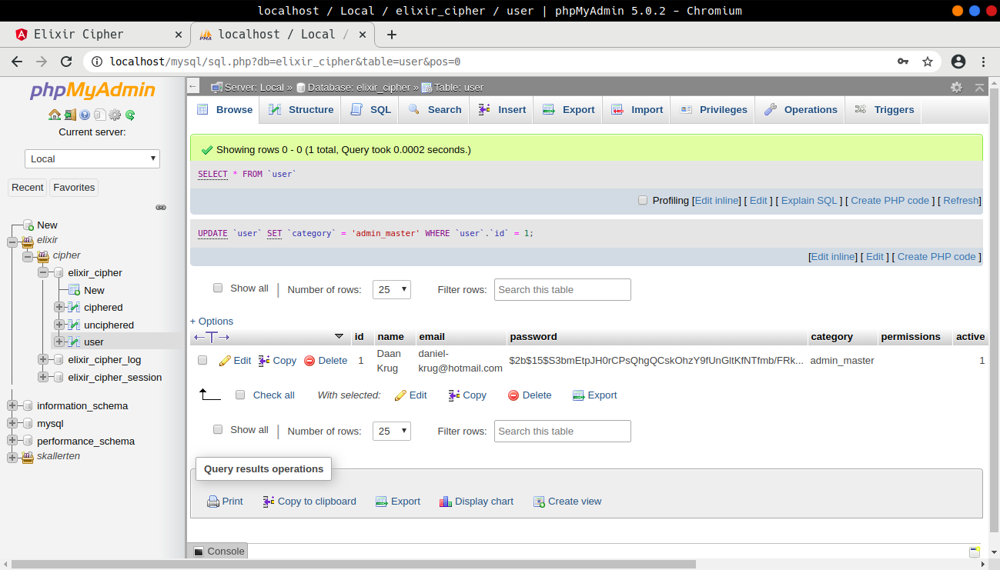 localhost / Local / elixir_cipher / user | phpMyAdmin 5.0.2 - Chromium
Elixir Cipher
localhost / Local /
localhost/mysql/sql.php?db=elixir_cipher&table=user&pos=0
phpMyAdmin
Current server:
Local
Recent Favorites
New
elixir
cipher
elixir_cipher
New
ciphered
unciphered
user
elixir_cipher_log
elixir_cipher_session
information_schema
mysql
performance_schema
skallerten
Server: Local » Database: elixir_cipher » Table: user
Browse Structure SQL Search Insert Export Import Privileges Operations Triggers
Showing rows 0 - 0 (1 total, Query took 0.0002 seconds.)
SELECT * FROM `user`
Profiling [Edit inline] [ Edit ] [ Explain SQL ] [ Create PHP code ] [ Refresh]
UPDATE `user` SET `category` = 'admin_master' WHERE `user`.`id` = 1;
[Edit inline] [ Edit ] [ Create PHP code ]
Show all | Number of rows: 25 Filter rows: Search this table
+ Options
←T→ id name email password category permissions active
Edit Copy Delete 1 Daan Krug daniel-krug@hotmail.com $2b$15$S3bmEtpJH0rCPsQhgQCskOhzY9fUnGltKfNTfmb/FRk... admin_master 1
Check all With selected: Edit Copy Delete Export
Show all | Number of rows: 25 Filter rows: Search this table
Query results operations
Print Copy to clipboard Export Display chart Create view
Console